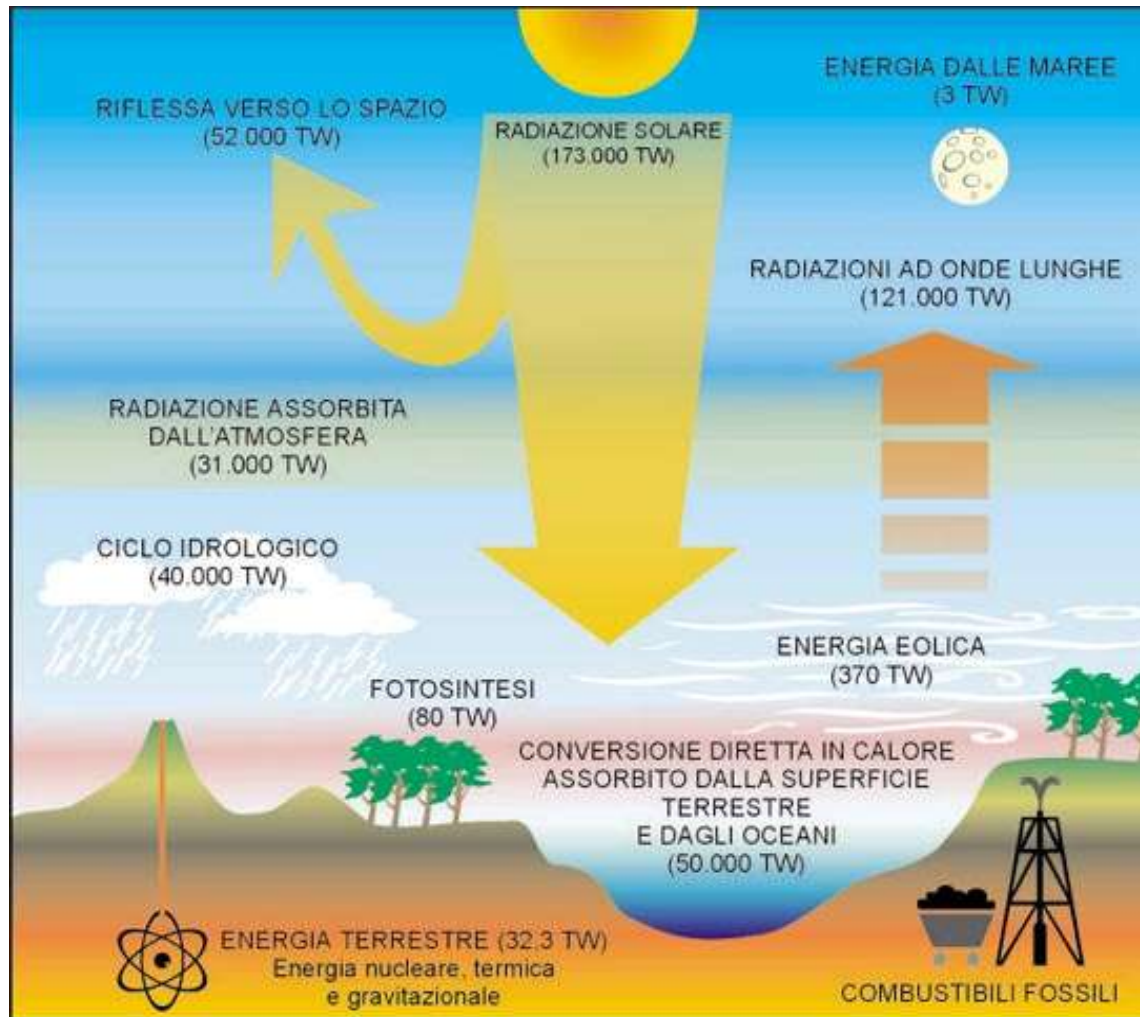 RIFLESSA VERSO LO SPAZIO
(52.000 TW)
RADIAZIONE SOLARE
(173.000 TW)
ENERGIA DALLE MAREE
(3 TW)
RADIAZIONI AD ONDE LUNGHE
(121.000 TW)
RADIAZIONE ASSORBITA
DALL'ATMOSFERA
(31.000 TW)
CiCLO IDROLOGICO
(40.000 TW)
ENERGIA EOLICA
(370 TW)
FOTOSINTESI
(80 TW)
CONVERSIONE DIRETTA IN CALORE
ASSORBITO DALLA SUPERFICIE
TERRESTRE
E DAGLI OCEANI
(50.000 TW)
ENERGIA TERRESTRE (32.3 TW)
Energia nucleare, termica
e gravitazionale
COMBUSTIBILI FOSSILI